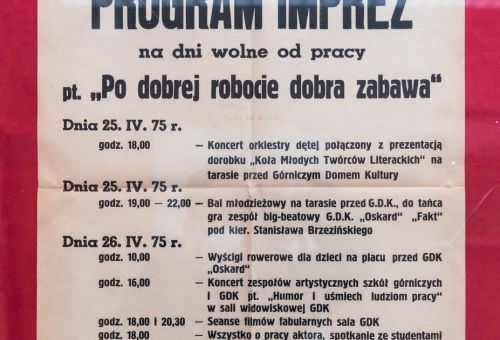 PROGRAM IMPREZ
na dni wolne od pracy
pt. „Po dobrej robocie dobra zabawa"
Dnia 25. IV. 75 r.
godz. 18,00 — Koncert orkiestry dętej połączony z prezentacją
dorobku „Koła Młodych Twórców Literackich" na
tarasie przed Górniczym Domem Kultury
Dnia 25. IV. 75 r.
godz. 19,00 — 22,00 — Bal młodzieżowy na tarasie przed G.D.K., do tańca
gra zespół big-beatowy G.D.K. „Oskard" „Fakt"
pod kier. Stanisława Brzezińskiego
Dnia 26. IV. 75 r.
godz. 10,00 — Wyścigi rowerowe dla dzieci na placu przed GDK
„Oskard"
godz. 16,00 — Koncert zespołów artystycznych szkół górniczych
i GDK pt. „Humor i uśmiech ludziom pracy"
w sali widowiskowej GDK
godz. 18,00 i 20,30 — Seanse filmów fabularnych sala GDK
godz. 18,00 — Wszystko o pracy aktora, spotkanie ze studentami